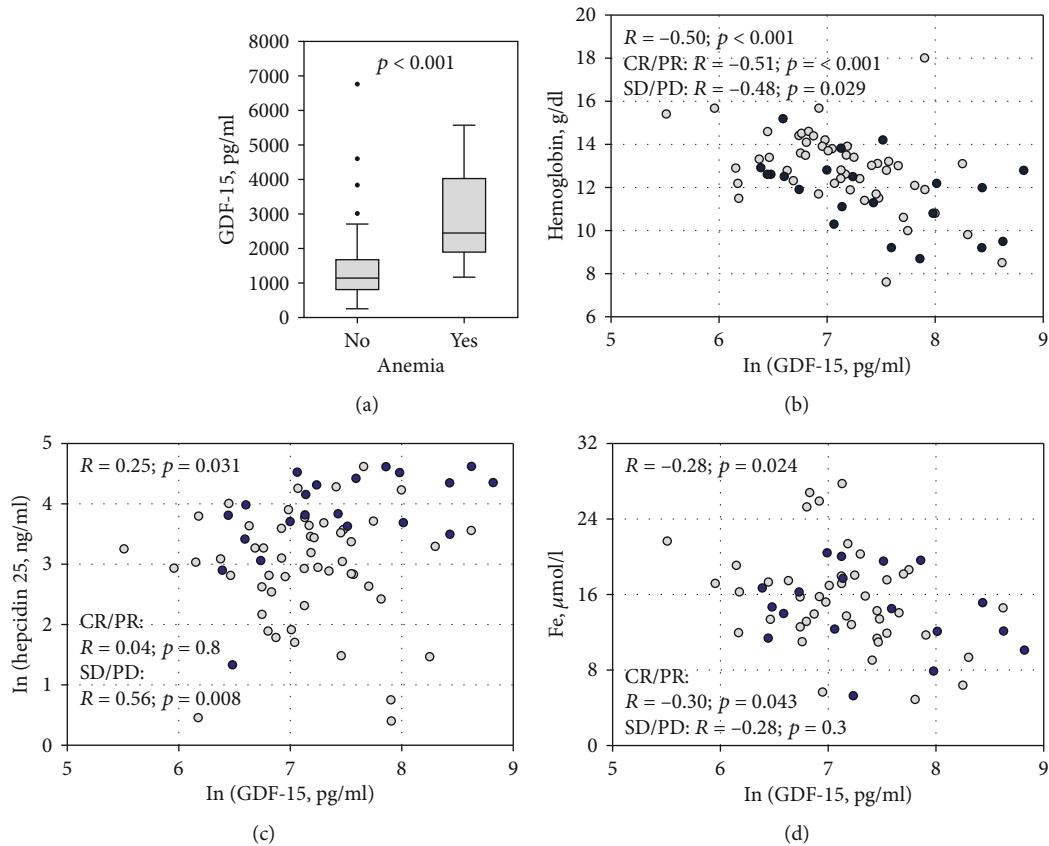 8000
7000
6000
5000
4000
3000
2000
1000
0
GDF-15, pg/ml
p < 0.001
No Yes
Anemia
(a)
20
18
16
14
12
10
8
6
Hemoglobin, g/dl
R = –0.50; p < 0.001
CR/PR: R = –0.51; p = < 0.001
SD/PD: R = –0.48; p = 0.029
5 6 7 8 9
In (GDF-15, pg/ml)
(b)
5
4
3
2
1
0
In (hepcidin 25, ng/ml)
R = 0.25; p = 0.031
CR/PR:
R = 0.04; p = 0.8
SD/PD:
R = 0.56; p = 0.008
5 6 7 8 9
In (GDF-15, pg/ml)
(c)
32
24
16
8
0
Fe, μmol/l
R = –0.28; p = 0.024
CR/PR:
R = –0.30; p = 0.043
SD/PD: R = –0.28; p = 0.3
5 6 7 8 9
In (GDF-15, pg/ml)
(d)